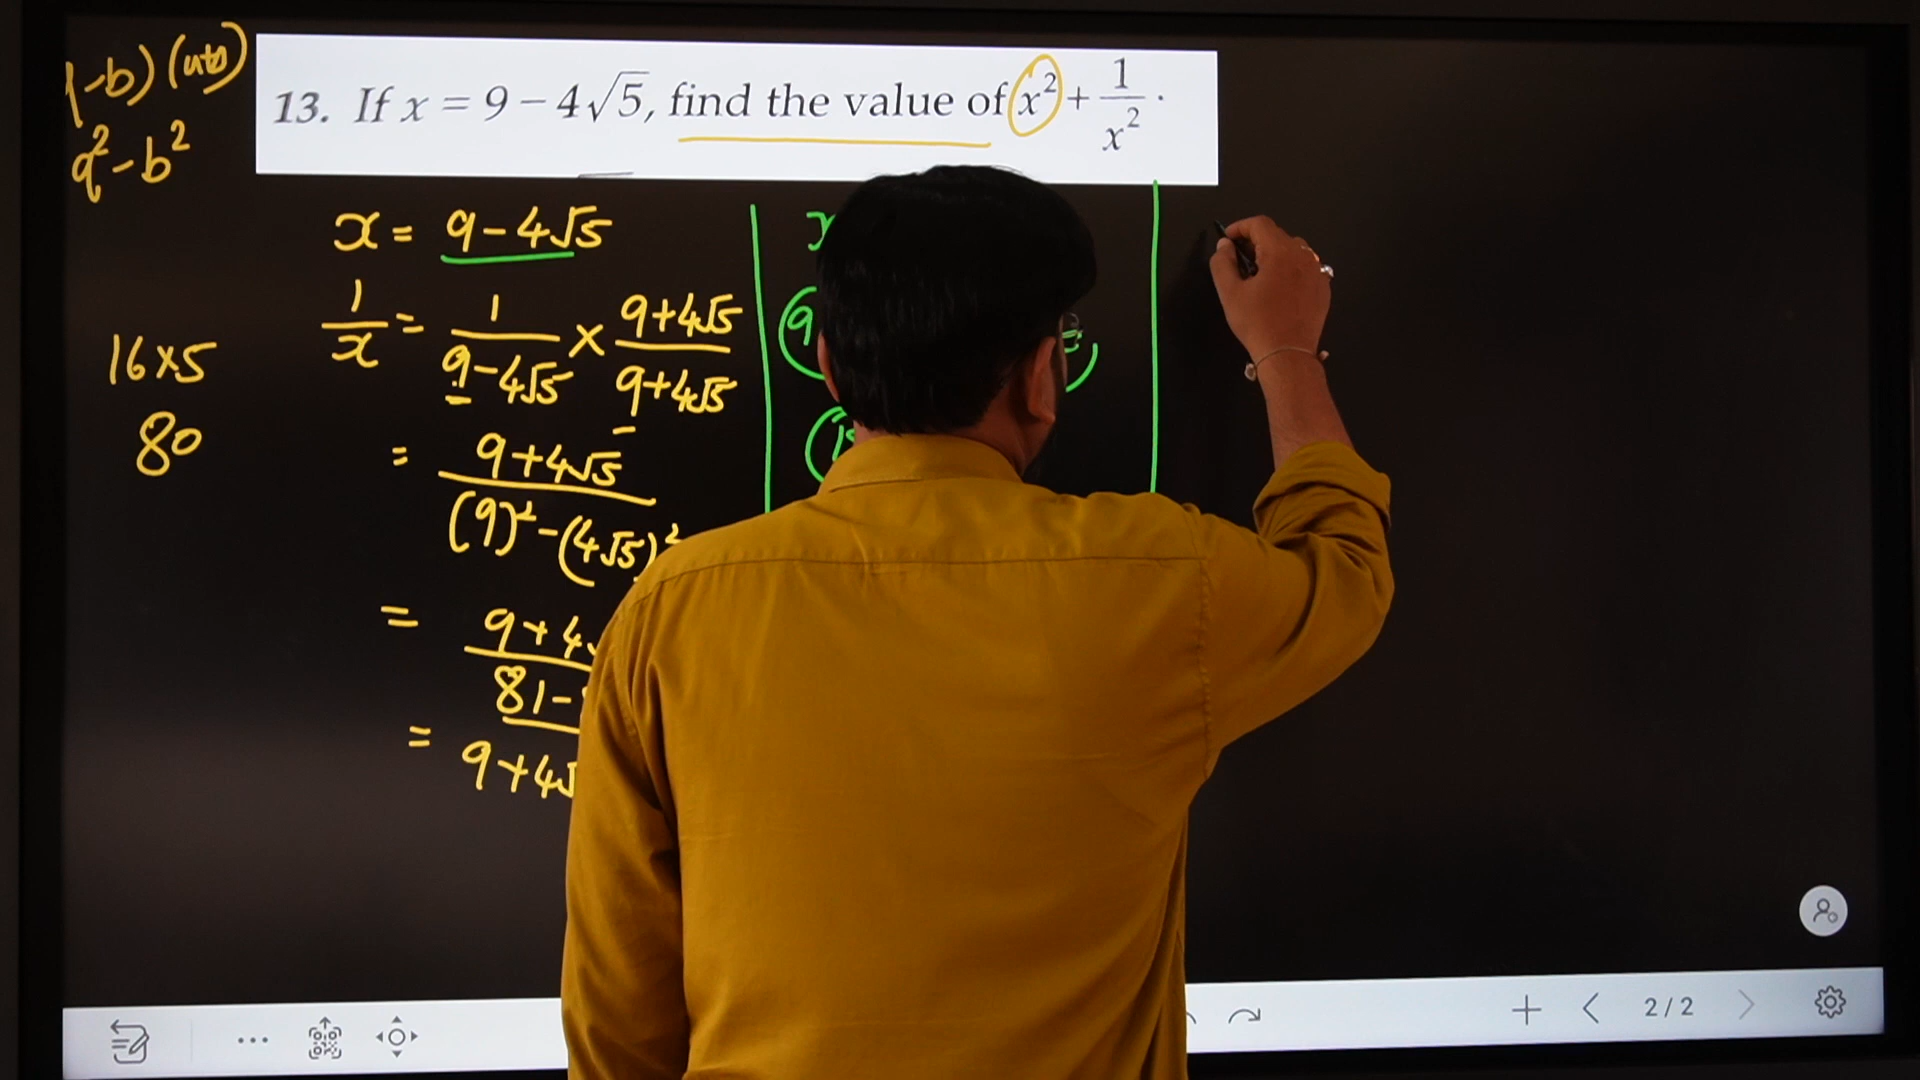 -b) (a+b)
a² - b²
13. If x = 9 – 4√5, find the value of x² + 1/x².
x = 9 - 4√5
1/x = 1/(9 - 4√5) × (9 + 4√5)/(9 + 4√5)
= (9 + 4√5)/((9)² - (4√5)²
= 9 + 4
81 -
= 9 + 4√
16 × 5
80
x
(9
2 / 2